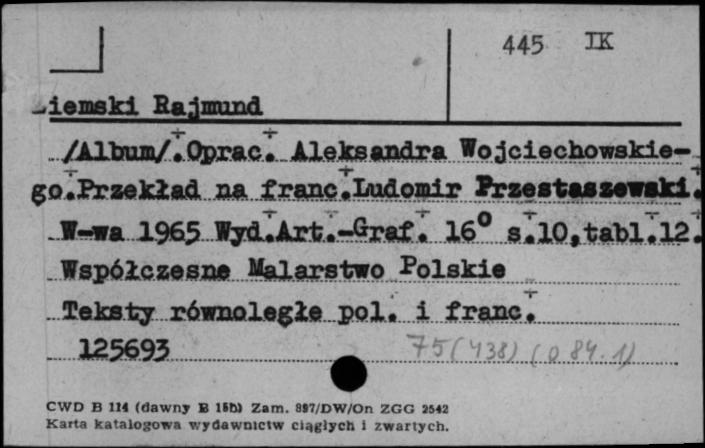 445 IK
Ziemski Rajmund
/Album/.Oprac. Aleksandra Wojciechowskie-
go.Przekład na franc.Ludomir Przestaszewski.
W-wa 1965 Wyd.Art.-Graf. 16° s.10,tabl.12.
Współczesne Malarstwo Polskie
Teksty równoległe pol. i franc.
125693 75(438)(084.1)
CWD B 114 (dawny B 15b) Zam. 897/DW/On ZGG 2542
Karta katalogowa wydawnictw ciągłych i zwartych.